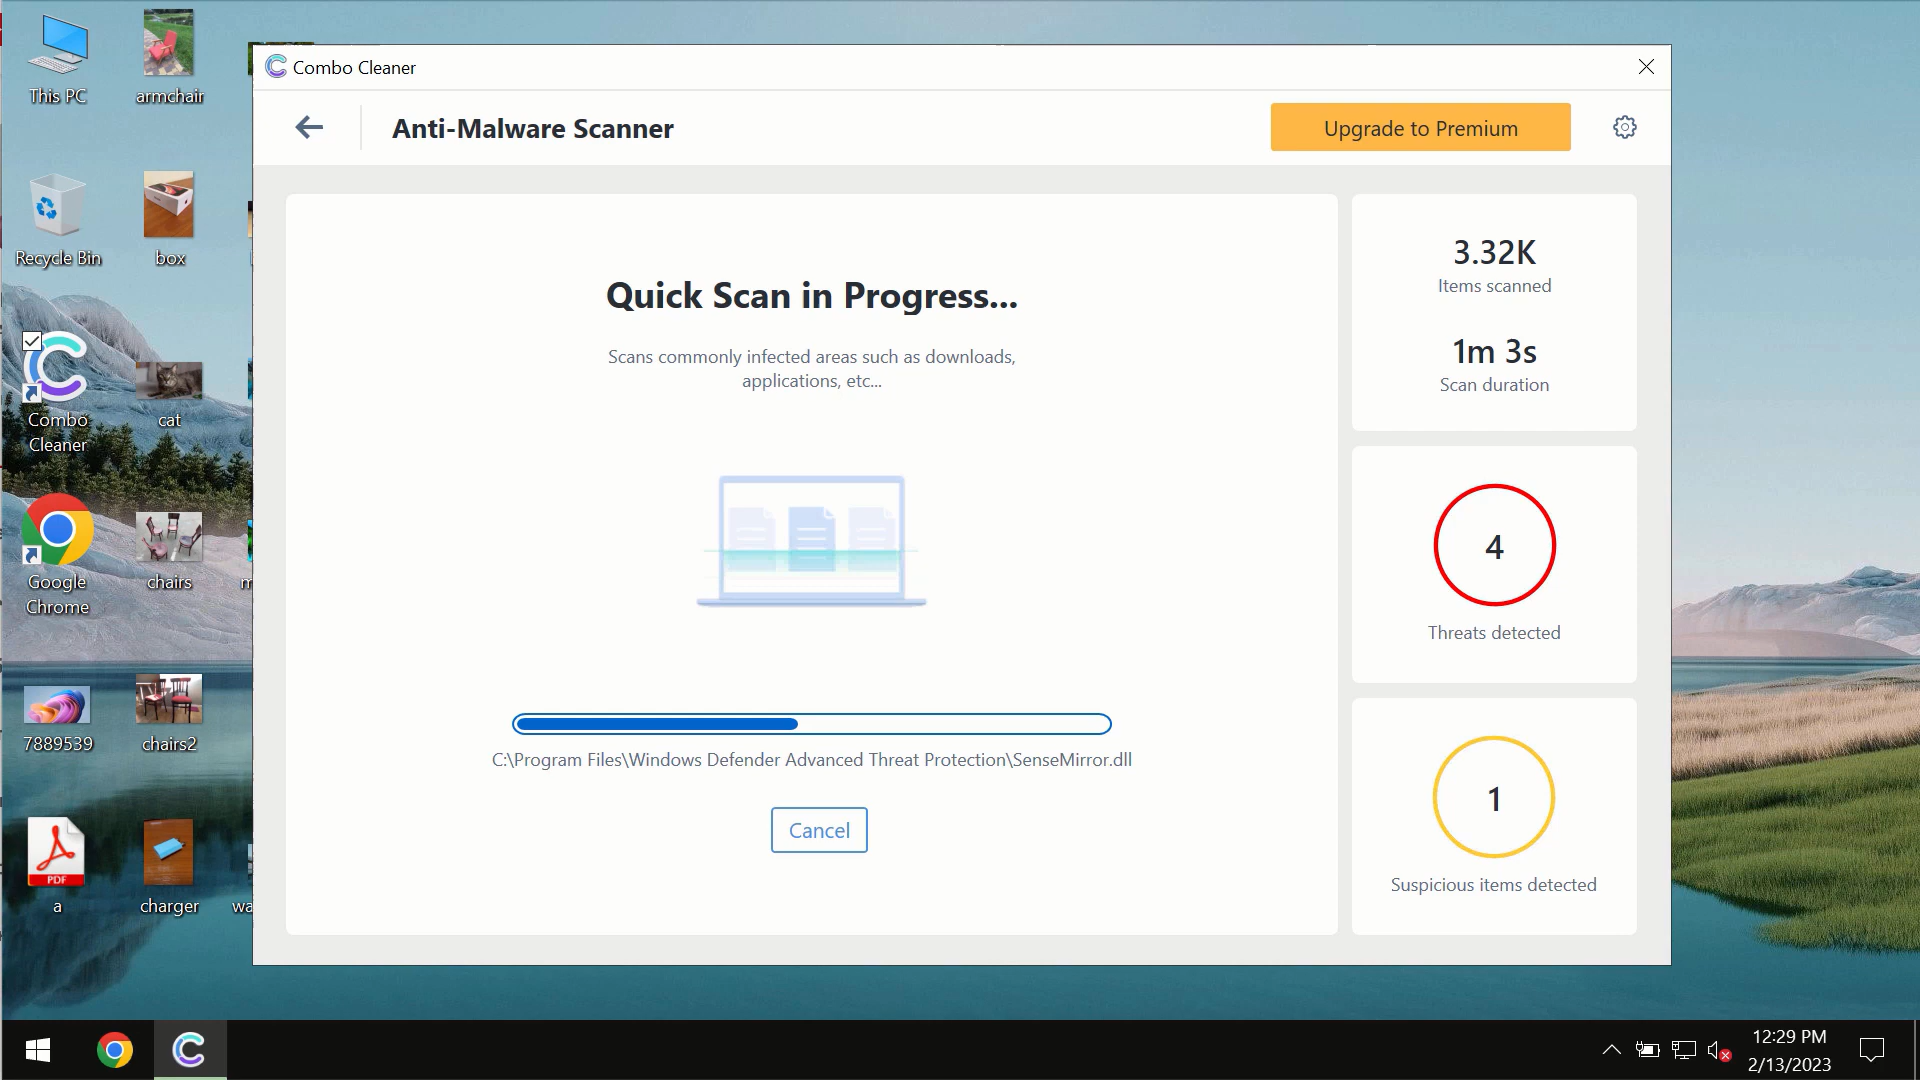 This PC
armchair
Recycle Bin
box
Combo
Cleaner
cat
Google
Chrome
chairs
m
7889539
chairs2
PDF
a
charger
wa
Combo Cleaner
Anti-Malware Scanner
Upgrade to Premium
Quick Scan in Progress...
Scans commonly infected areas such as downloads,
applications, etc...
C:\Program Files\Windows Defender Advanced Threat Protection\SenseMirror.dll
Cancel
3.32K
Items scanned
1m 3s
Scan duration
4
Threats detected
1
Suspicious items detected
12:29 PM
2/13/2023